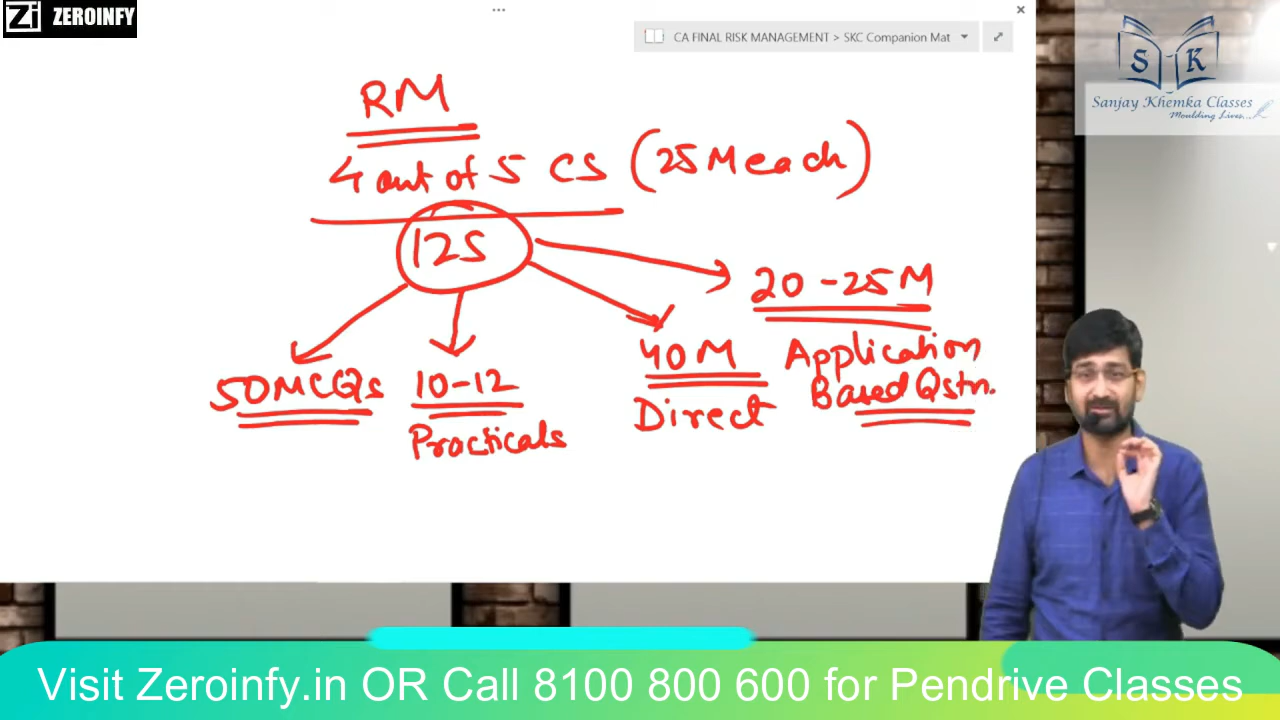 Zi ZEROINFY
CA FINAL RISK MANAGEMENT > SKC Companion Mat
S K
Sanjay Khemka Classes
Moulding Lives...
RM
4 out of 5 CS (25M each)
125
20-25M
Application
Based Qstn.
40M
Direct
50MCQs
10-12
Practicals
Visit Zeroinfy.in OR Call 8100 800 600 for Pendrive Classes